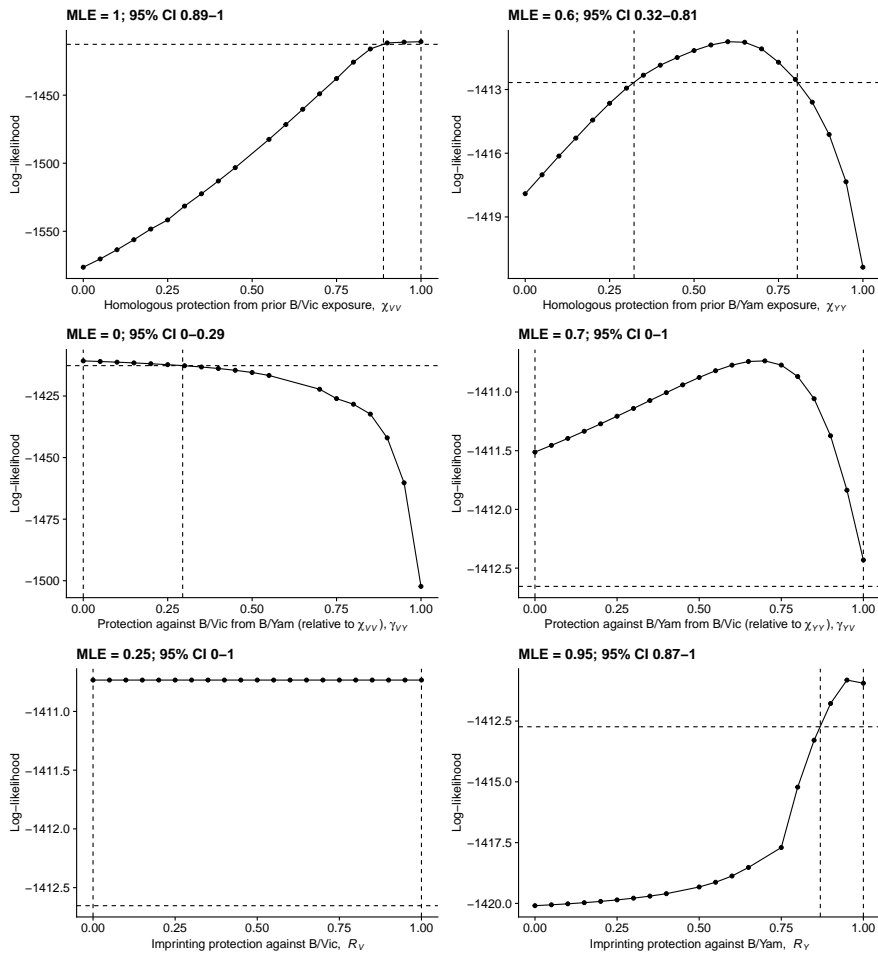 MLE = 1; 95% CI 0.89–1
Log−likelihood
−1450
−1500
−1550
0.00 0.25 0.50 0.75 1.00
Homologous protection from prior B/Vic exposure, χVV
MLE = 0.6; 95% CI 0.32–0.81
Log−likelihood
−1413
−1416
−1419
0.00 0.25 0.50 0.75 1.00
Homologous protection from prior B/Yam exposure, χYY
MLE = 0; 95% CI 0–0.29
Log−likelihood
−1425
−1450
−1475
−1500
0.00 0.25 0.50 0.75 1.00
Protection against B/Vic from B/Yam (relative to χVV), γVY
MLE = 0.7; 95% CI 0–1
Log−likelihood
−1411.0
−1411.5
−1412.0
−1412.5
0.00 0.25 0.50 0.75 1.00
Protection against B/Yam from B/Vic (relative to χYY), γYV
MLE = 0.25; 95% CI 0–1
Log−likelihood
−1411.0
−1411.5
−1412.0
−1412.5
0.00 0.25 0.50 0.75 1.00
Imprinting protection against B/Vic, RV
MLE = 0.95; 95% CI 0.87–1
Log−likelihood
−1412.5
−1415.0
−1417.5
−1420.0
0.00 0.25 0.50 0.75 1.00
Imprinting protection against B/Yam, RY